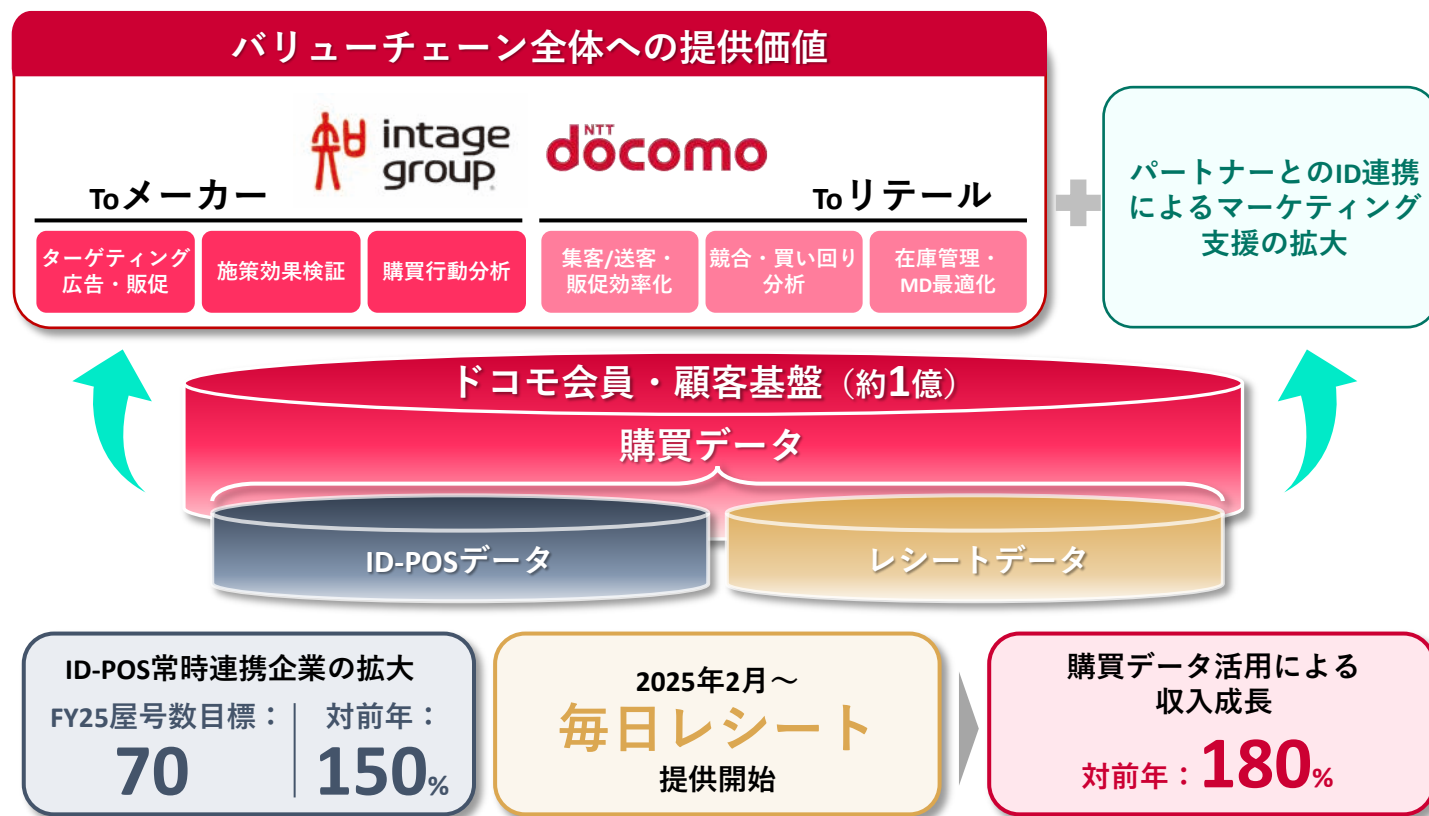 バリューチェーン全体への提供価値
intage
group
NTT
docomo
Toメーカー
Toリテール
ターゲティング
広告・販促
施策効果検証
購買行動分析
集客/送客・
販促効率化
競合・買い回り
分析
在庫管理・
MD最適化
パートナーとのID連携
によるマーケティング
支援の拡大
ドコモ会員・顧客基盤（約1億）
購買データ
ID-POSデータ
レシートデータ
ID-POS常時連携企業の拡大
FY25屋号数目標：
70
対前年：
150%
2025年2月～
毎日レシート
提供開始
購買データ活用による
収入成長
対前年：180%